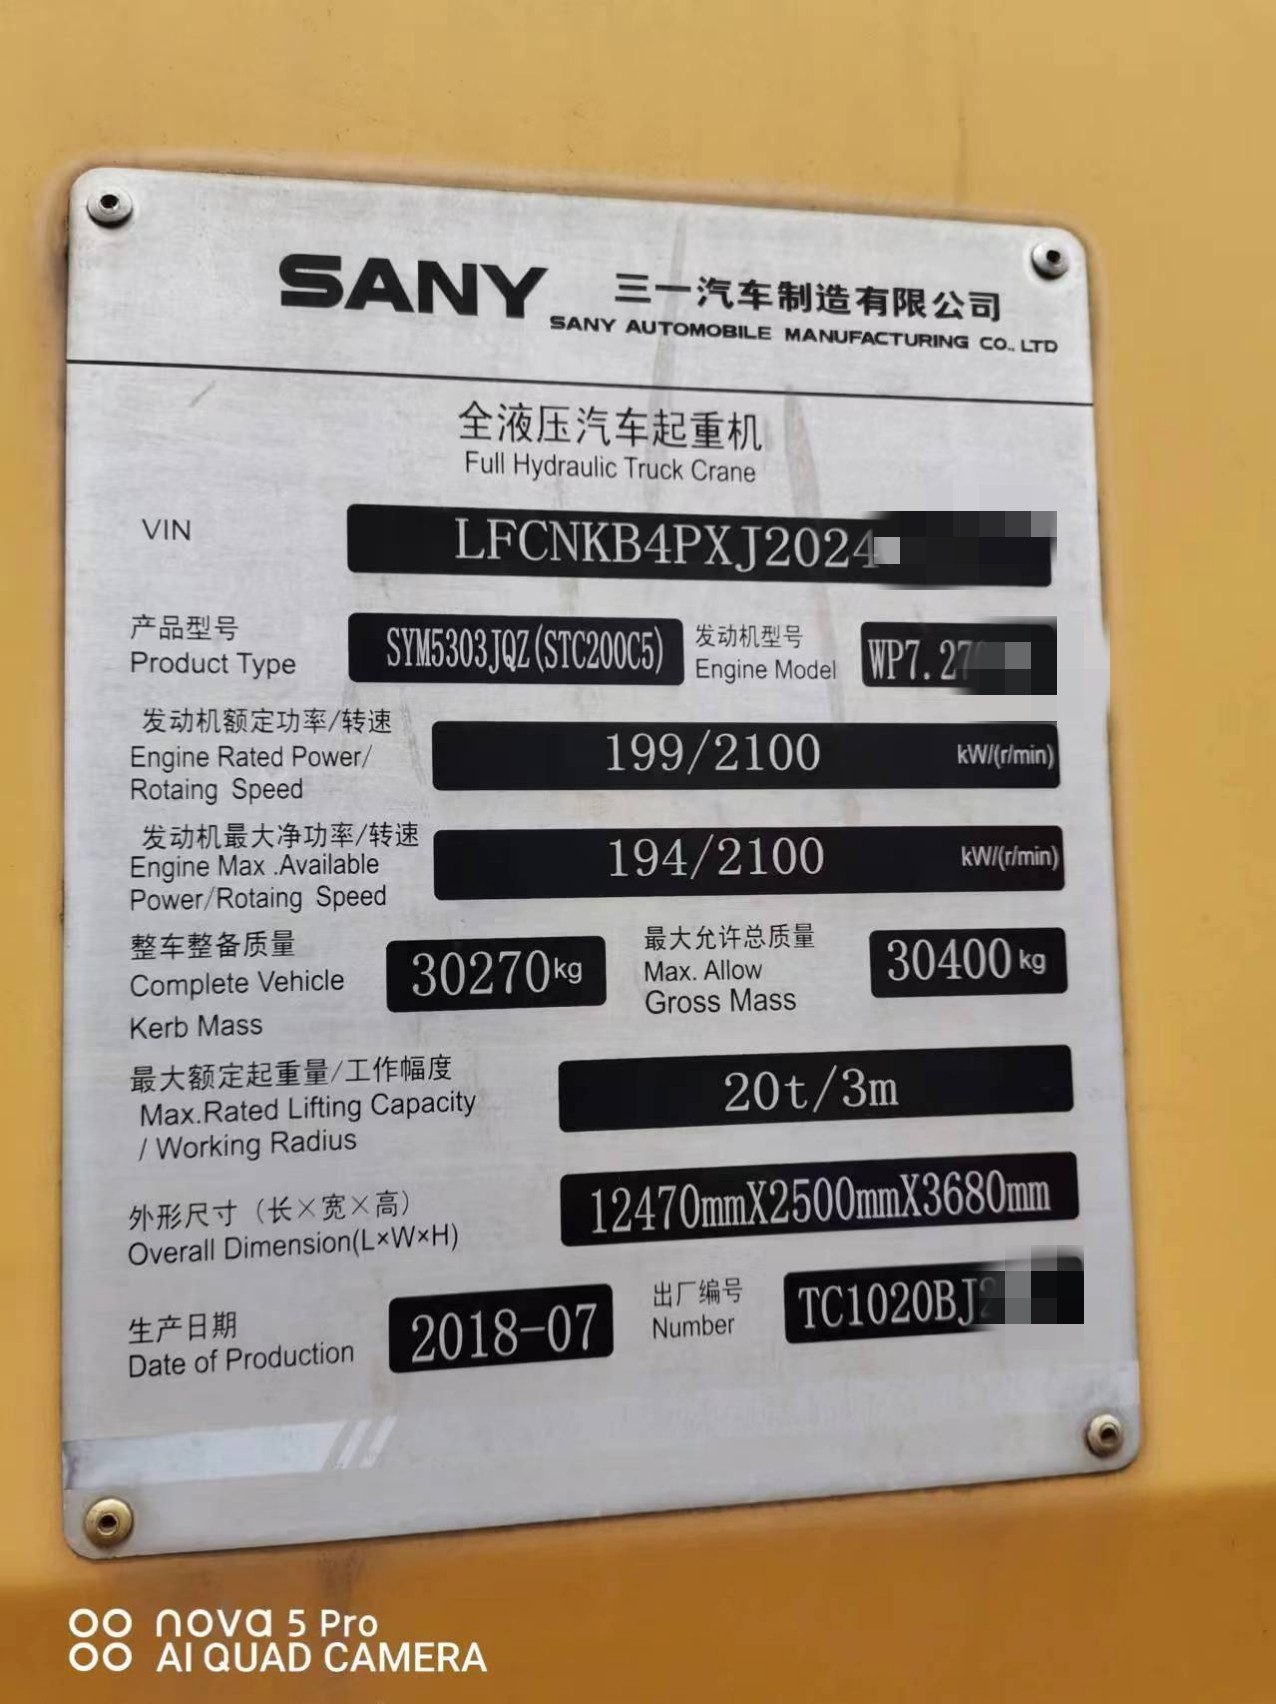 SANY 三一汽车制造有限公司
SANY AUTOMOBILE MANUFACTURING CO., LTD
全液压汽车起重机
Full Hydraulic Truck Crane
VIN LFCNKB4PXJ2024
产品型号 SYM5303JQZ(STC200C5) 发动机型号 WP7.27
Product Type Engine Model
发动机额定功率/转速
Engine Rated Power/ 199/2100 kW/(r/min)
Rotaing Speed
发动机最大净功率/转速
Engine Max .Available 194/2100 kW/(r/min)
Power/Rotaing Speed
整车整备质量 30270kg 最大允许总质量 30400kg
Complete Vehicle Max. Allow
Kerb Mass Gross Mass
最大额定起重量/工作幅度 20t/3m
Max.Rated Lifting Capacity
/ Working Radius
外形尺寸（长×宽×高） 12470mmX2500mmX3680mm
Overall Dimension(L×W×H)
生产日期 2018-07 出厂编号 TC1020BJ
Date of Production Number
nova 5 Pro
AI QUAD CAMERA